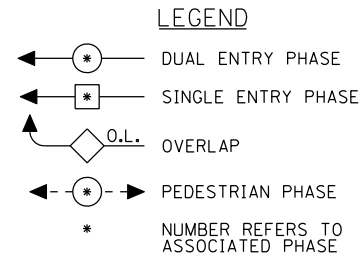 LEGEND
* DUAL ENTRY PHASE
* SINGLE ENTRY PHASE
O.L. OVERLAP
* PEDESTRIAN PHASE
* NUMBER REFERS TO
ASSOCIATED PHASE